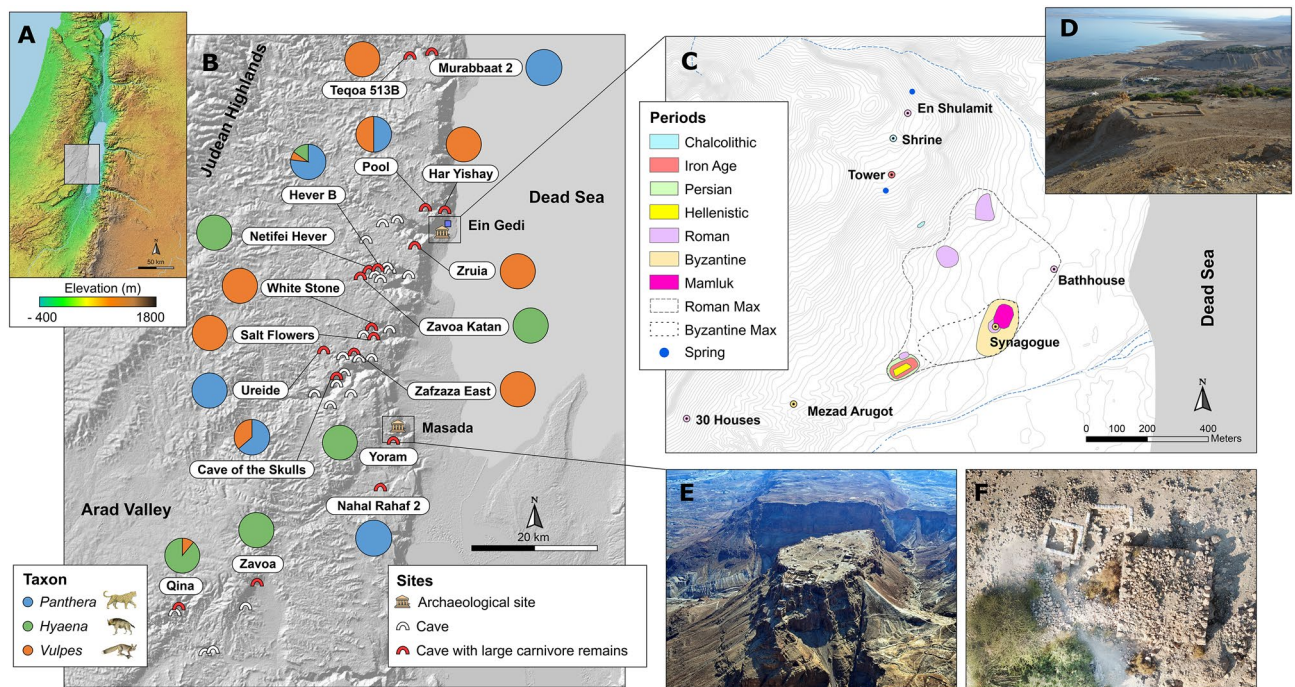 A
N
50 km
Elevation (m)
- 400
1800
B
Judean Highlands
Teqoa 513B
Murabbaat 2
Pool
Har Yishay
Hever B
Dead Sea
Ein Gedi
Netifei Hever
Zruia
White Stone
Salt Flowers
Zavoa Katan
Ureide
Zafzaza East
Masada
Cave of the Skulls
Yoram
Nahal Rahaf 2
Arad Valley
N
20 km
Zavoa
Qina
Taxon
Panthera
Hyaena
Vulpes
Sites
Archaeological site
Cave
Cave with large carnivore remains
C
Periods
Chalcolithic
Iron Age
Persian
Hellenistic
Roman
Byzantine
Mamluk
Roman Max
Byzantine Max
Spring
En Shulamit
Shrine
Tower
Bathhouse
Synagogue
Mezad Arugot
30 Houses
Dead Sea
N
0 100 200 400
Meters
D
E
F